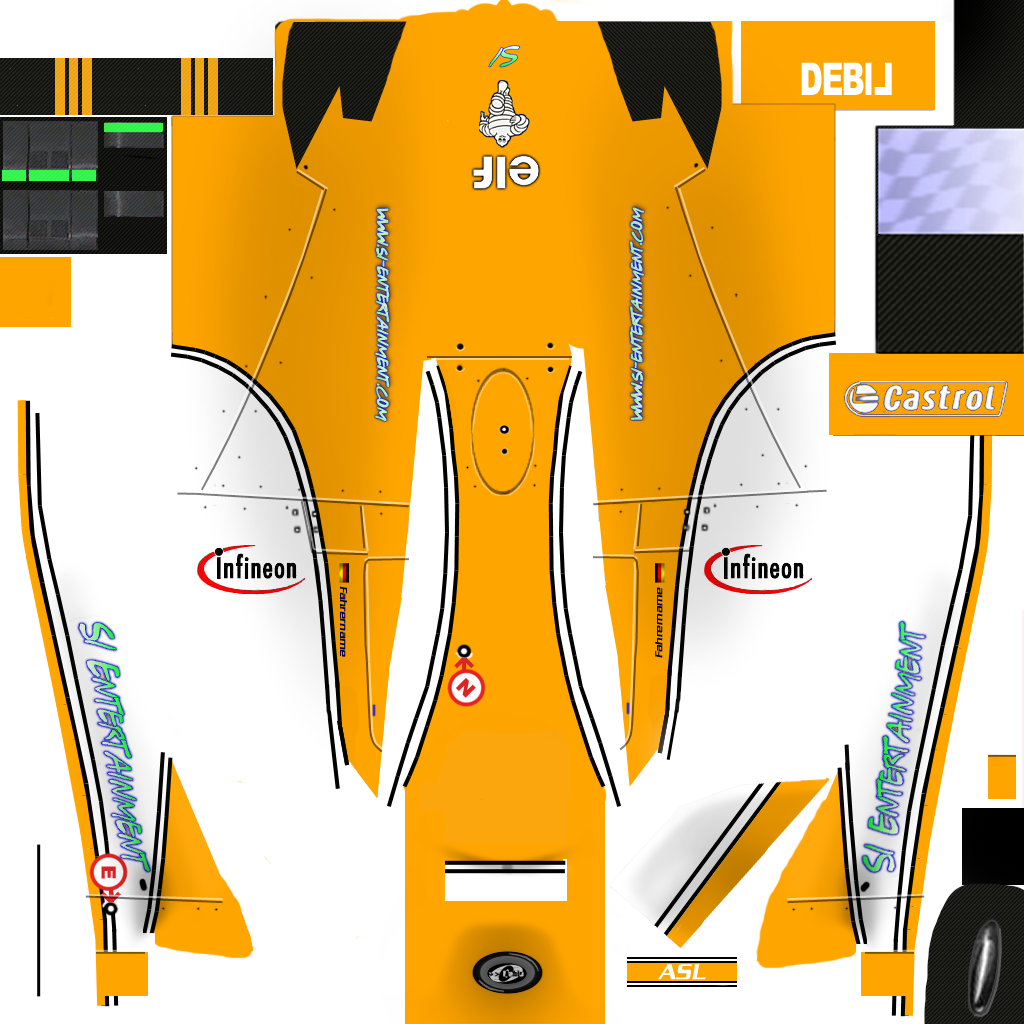 SI
elf
DEBIL
WWW.SI-ENTERTAINMENT.COM
WWW.SI-ENTERTAINMENT.COM
Castrol
infineon
infineon
Fahrername
Fahrername
N
SI ENTERTAINMENT
SI ENTERTAINMENT
E
ASL